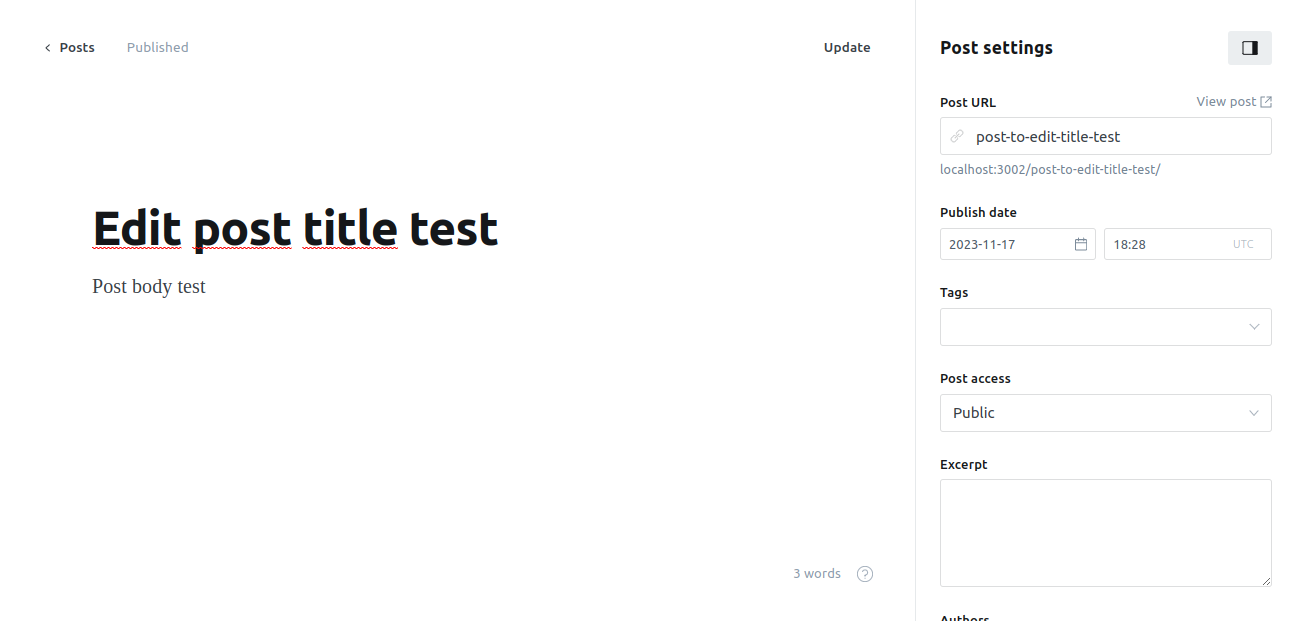 Posts Published Update
Edit post title test
Post body test
3 words
Post settings
Post URL View post
post-to-edit-title-test
localhost:3002/post-to-edit-title-test/
Publish date
2023-11-17 18:28 UTC
Tags
Post access
Public
Excerpt
Authors